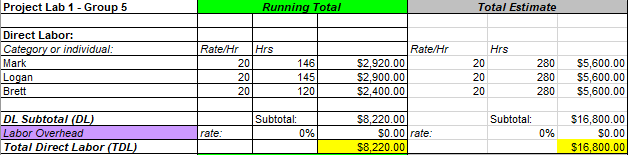 Project Lab 1 - Group 5 Running Total Total Estimate
Direct Labor:
Category or individual: Rate/Hr Hrs Rate/Hr Hrs
Mark 20 146 $2,920.00 20 280 $5,600.00
Logan 20 145 $2,900.00 20 280 $5,600.00
Brett 20 120 $2,400.00 20 280 $5,600.00
DL Subtotal (DL) Subtotal: $8,220.00 Subtotal: $16,800.00
Labor Overhead rate: 0% $0.00 rate: 0% $0.00
Total Direct Labor (TDL) $8,220.00 $16,800.00